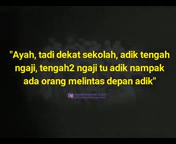 "Ayah, tadi dekat sekolah, adik tengah
ngaji, tengah2 ngaji tu adik nampak
ada orang melintas depan adik"